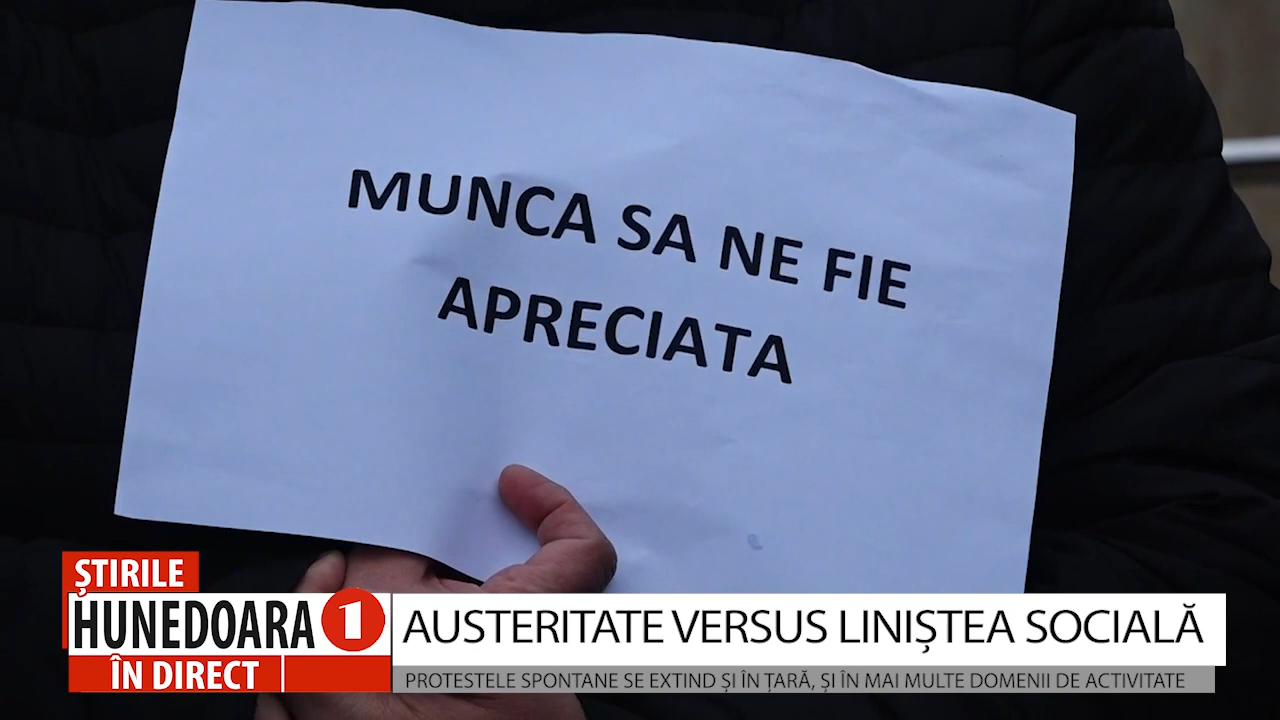 MUNCA SA NE FIE
APRECIATA
ȘTIRILE
HUNEDOARA 1
ÎN DIRECT
AUSTERITATE VERSUS LINIȘTEA SOCIALĂ
PROTESTELE SPONTANE SE EXTIND ȘI ÎN ȚARĂ, ȘI ÎN MAI MULTE DOMENII DE ACTIVITATE